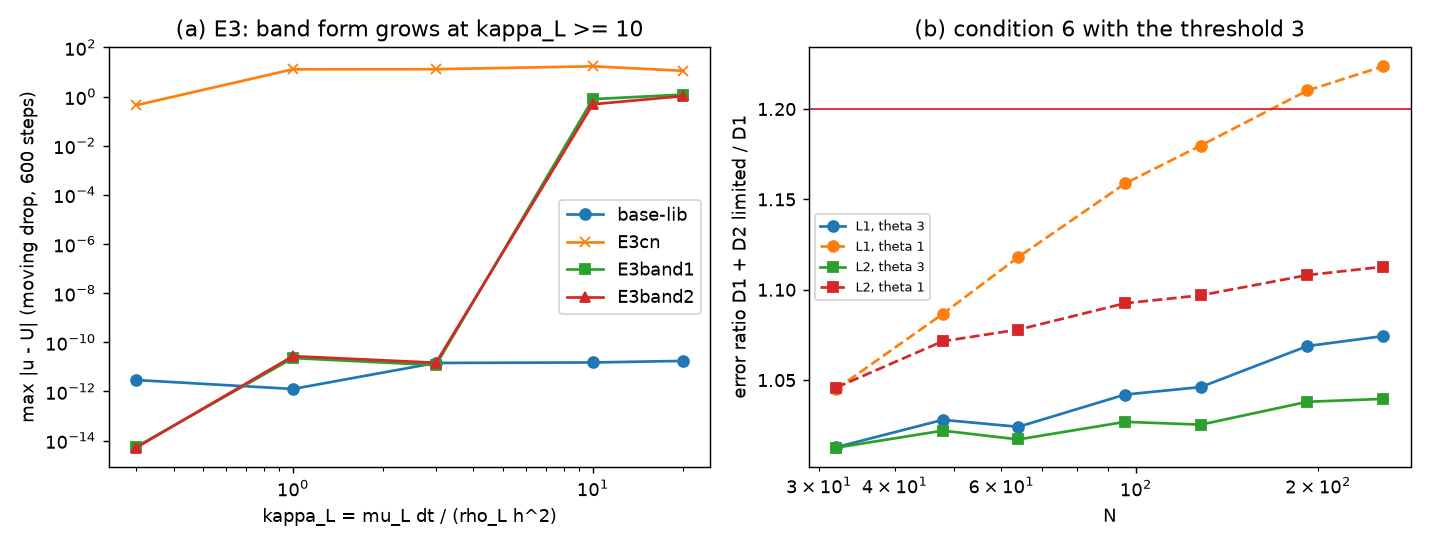 (a) E3: band form grows at kappa_L >= 10
max |u - U| (moving drop, 600 steps)
10^2
10^0
10^−2
10^−4
10^−6
10^−8
10^−10
10^−12
10^−14
base-lib
E3cn
E3band1
E3band2
10^0
10^1
kappa_L = mu_L dt / (rho_L h^2)
(b) condition 6 with the threshold 3
error ratio D1 + D2 limited / D1
1.20
1.15
1.10
1.05
L1, theta 3
L1, theta 1
L2, theta 3
L2, theta 1
3 × 10^1
4 × 10^1
6 × 10^1
10^2
2 × 10^2
N